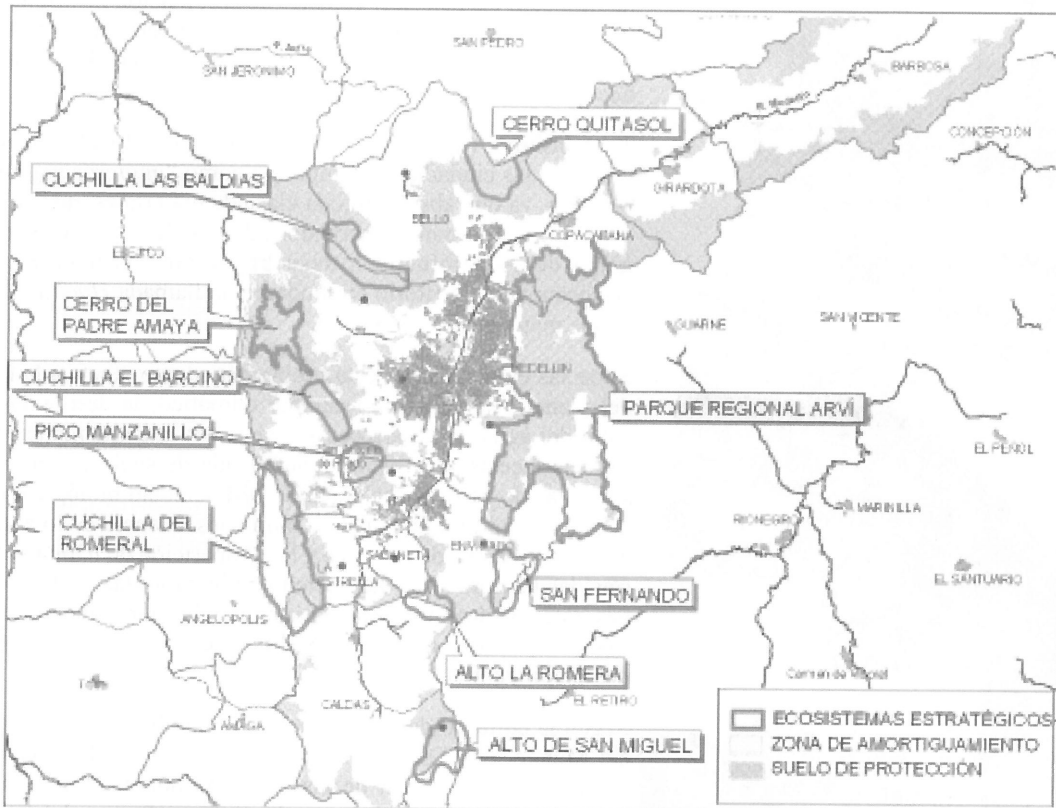 SAN PEDRO
SAN JERONIMO
BARBOSA
CERRO QUITASOL
CONCEPCIÓN
CUCHILLA LAS BALDIAS
GIRARDOTA
BELLO
COPACABANA
CERRO DEL
PADRE AMAYA
GUARNE
SAN VICENTE
CUCHILLA EL BARCINO
PARQUE REGIONAL ARVÍ
PICO MANZANILLO
EL PEÑOL
CUCHILLA DEL
ROMERAL
MARINILLA
RIONEGRO
ENVIGADO
SABANETA
LA
ESTRELLA
EL SANTUARIO
SAN FERNANDO
ANGELOPOLIS
ALTO LA ROMERA
EL RETIRO
CALDAS
ALTO DE SAN MIGUEL
ECOSISTEMAS ESTRATÉGICOS
ZONA DE AMORTIGUAMIENTO
SUELO DE PROTECCIÓN